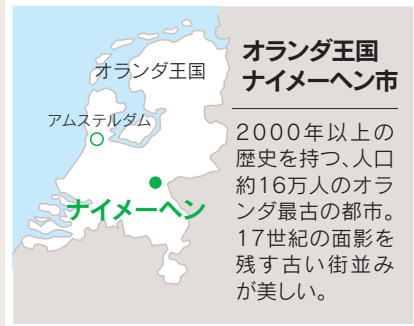 オランダ王国
アムステルダム
ナイメーヘン
オランダ王国
ナイメーヘン市
2000年以上の
歴史を持つ、人口
約16万人のオラ
ンダ最古の都市。
17世紀の面影を
残す古い街並み
が美しい。